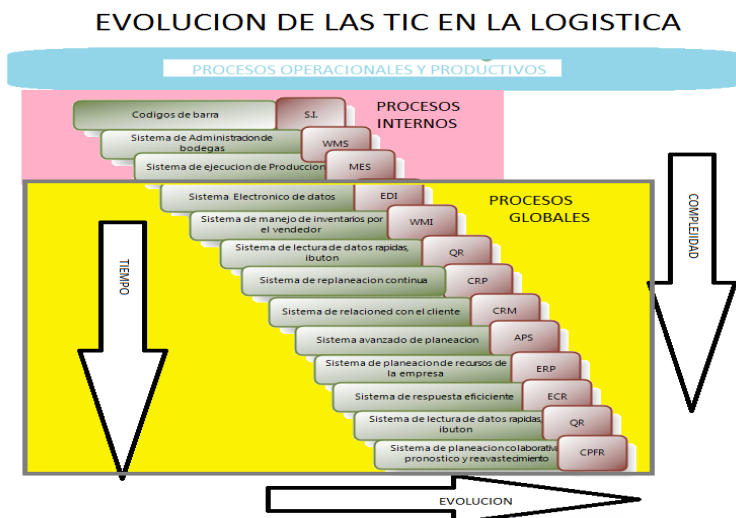 EVOLUCION DE LAS TIC EN LA LOGISTICA
PROCESOS OPERACIONALES Y PRODUCTIVOS
PROCESOS
INTERNOS
Codigos de barra
S.I.
Sistema de Administracion de
bodegas
WMS
Sistema de ejecucion de Produccion
MES
PROCESOS
GLOBALES
Sistema Electronico de datos
EDI
Sistema de manejo de inventarios por
el vendedor
WMI
Sistema de lectura de datos rapidas,
ibuton
QR
Sistema de replaneacion continua
CRP
Sistema de relacioned con el cliente
CRM
Sistema avanzado de planeacion
APS
Sistema de planeacion de recursos de
la empresa
ERP
Sistema de respuesta eficiciente
ECR
Sistema de lectura de datos rapidas,
ibuton
QR
Sistema de planeacion colaborativa,
pronostico y reavastecimiento
CPFR
TIEMPO
COMPLEJIDAD
EVOLUCION